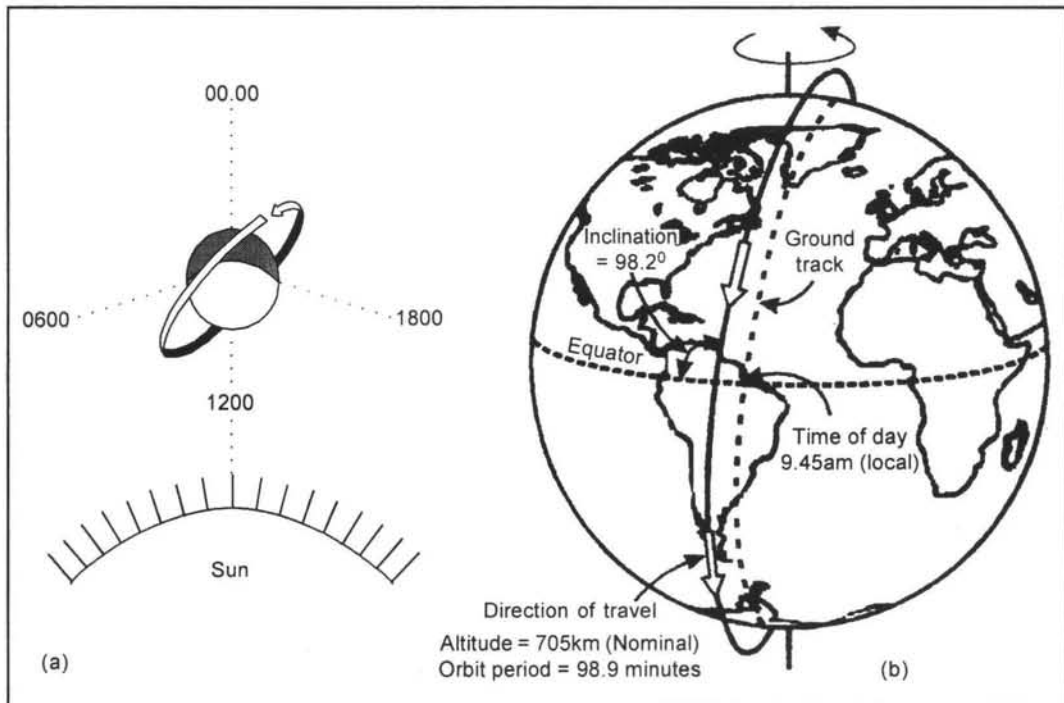 00.00
0600
1800
1200
Sun
(a)
Inclination
= 98.2⁰
Ground
track
Equator
Time of day
9.45am (local)
Direction of travel
Altitude = 705km (Nominal)
Orbit period = 98.9 minutes
(b)